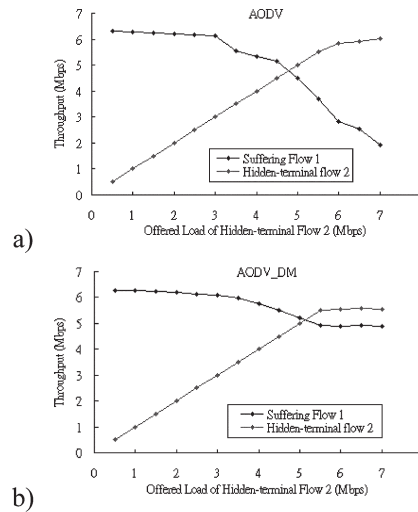 AODV
7
6
5
4
3
2
1
0
Throughput (Mbps)
Suffering Flow 1
Hidden-terminal flow 2
0 1 2 3 4 5 6 7
Offered Load of Hidden-terminal Flow 2 (Mbps)
a)
AODV_DM
7
6
5
4
3
2
1
0
Throughput (Mbps)
Suffering Flow 1
Hidden-terminal flow 2
0 1 2 3 4 5 6 7
Offered Load of Hidden-terminal Flow 2 (Mbps)
b)